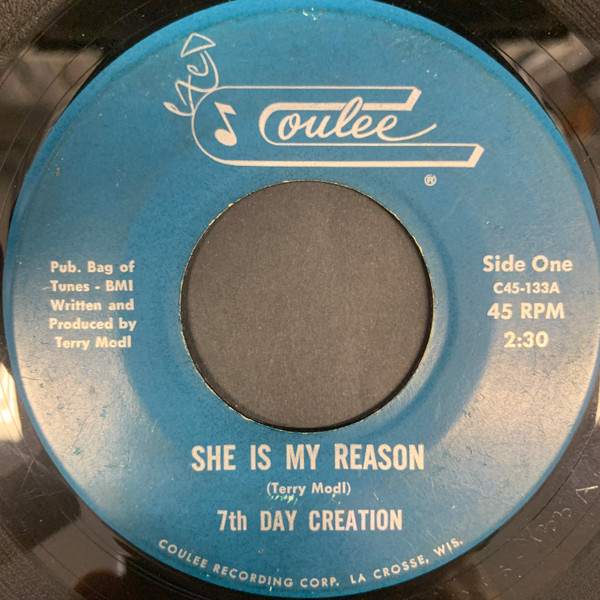 Coulee
®
Pub. Bag of
Tunes - BMI
Written and
Produced by
Terry Modl
Side One
C45-133A
45 RPM
2:30
SHE IS MY REASON
(Terry Modl)
7th DAY CREATION
COULEE RECORDING CORP. LA CROSSE, WIS.